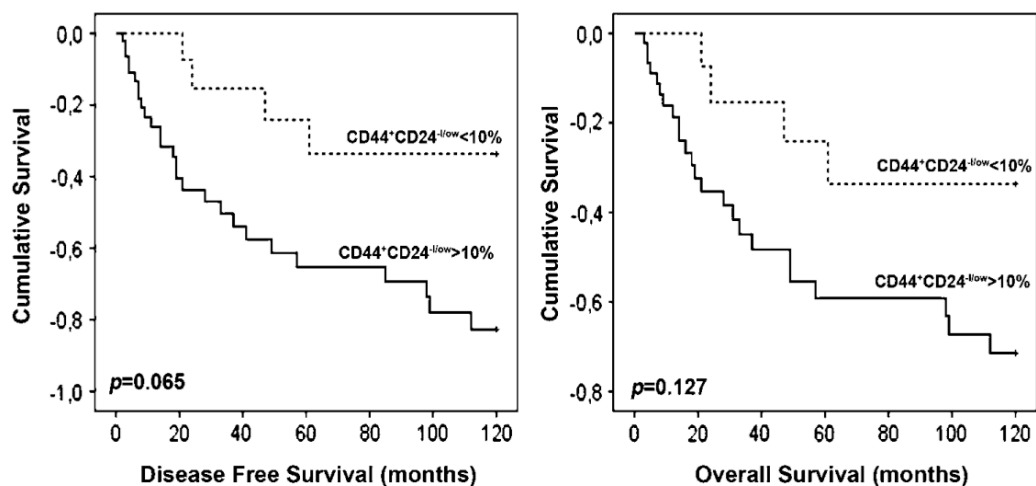 Cumulative Survival
0,0
-0,2
-0,4
-0,6
-0,8
-1,0
CD44⁺CD24⁻ˡ/ˡᵒʷ<10%
CD44⁺CD24⁻ˡ/ˡᵒʷ>10%
p=0.065
0 20 40 60 80 100 120
Disease Free Survival (months)
Cumulative Survival
0,0
-0,2
-0,4
-0,6
-0,8
CD44⁺CD24⁻ˡ/ˡᵒʷ<10%
CD44⁺CD24⁻ˡ/ˡᵒʷ>10%
p=0.127
0 20 40 60 80 100 120
Overall Survival (months)